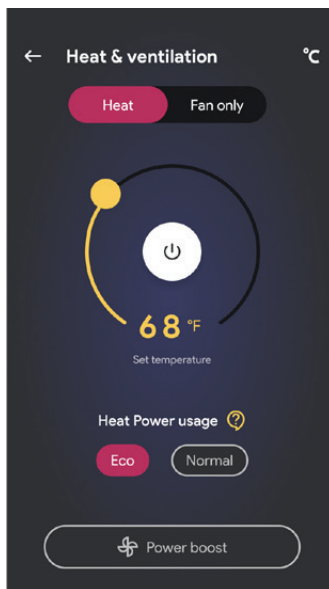 ← Heat & ventilation °C
Heat Fan only
68 °F
Set temperature
Heat Power usage ?
Eco Normal
Power boost